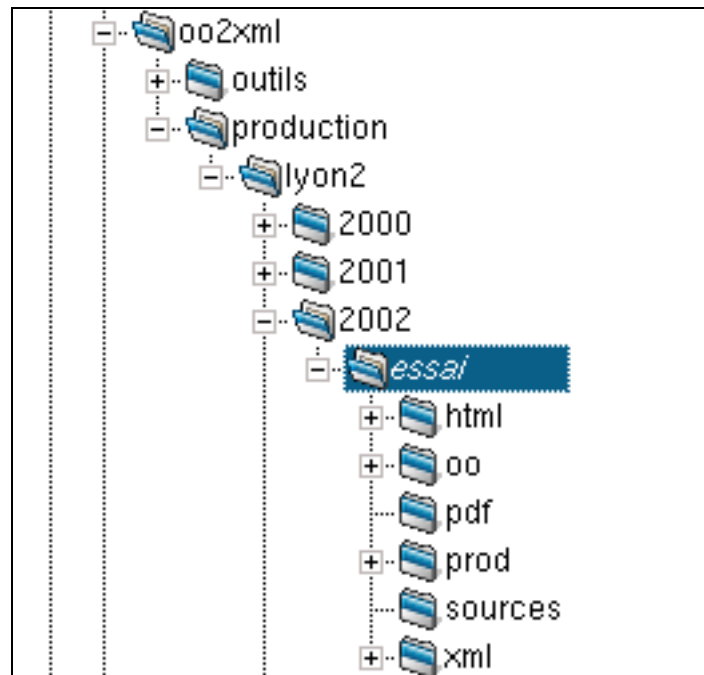 oo2xml
outils
production
lyon2
2000
2001
2002
essai
html
oo
pdf
prod
sources
xml